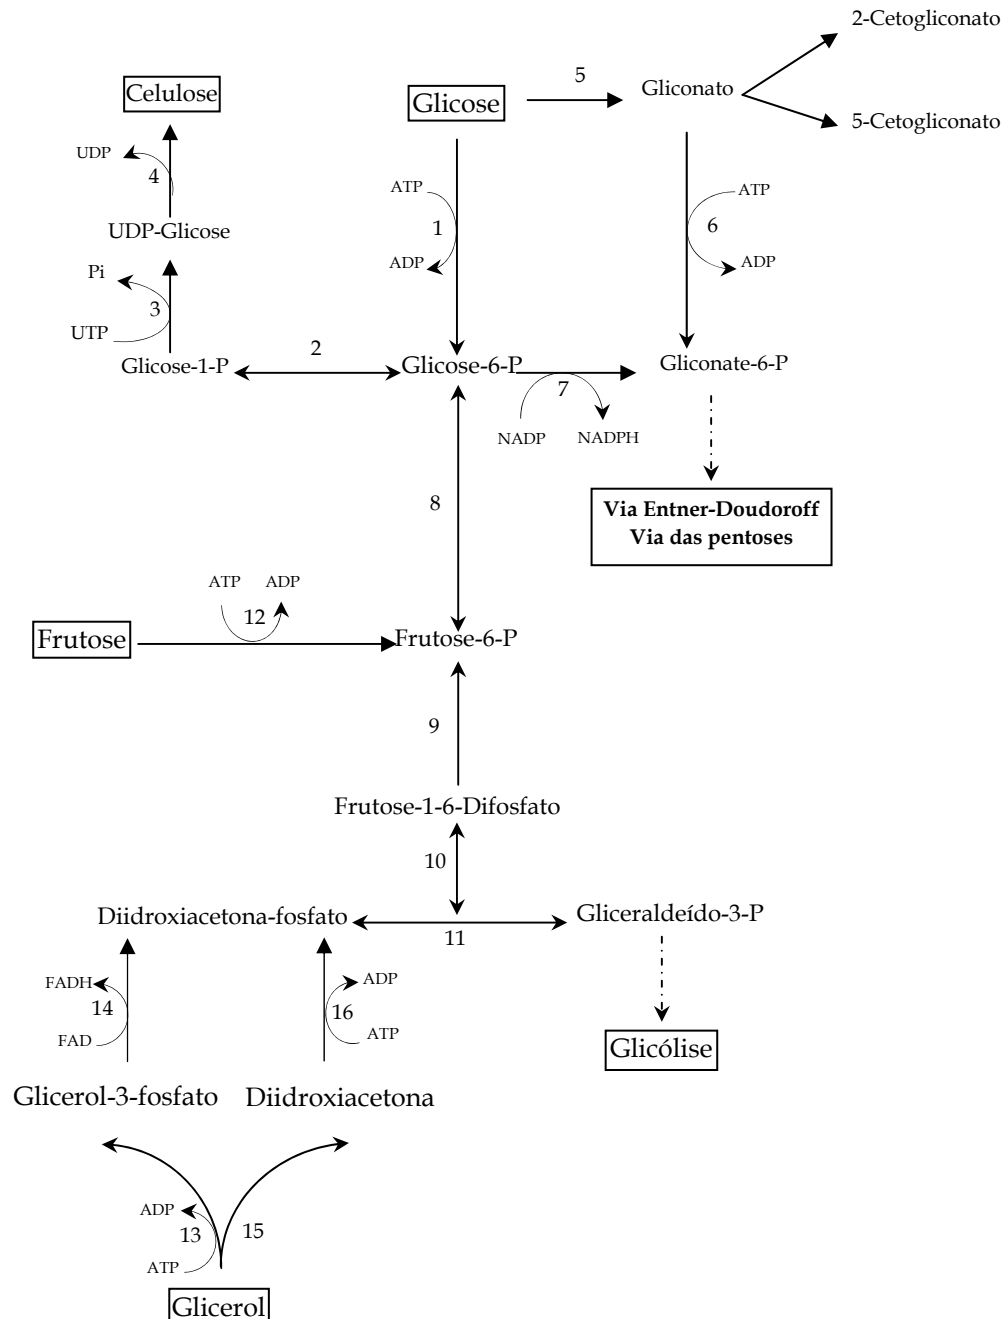 2-Cetogliconato
5
Celulose
Glicose
Gliconato
5-Cetogliconato
UDP
4
ATP
ATP
UDP-Glicose
1
6
Pi
ADP
ADP
3
UTP
2
Glicose-1-P
Glicose-6-P
Gliconate-6-P
7
NADP
NADPH
8
Via Entner-Doudoroff
Via das pentoses
ATP
ADP
12
Frutose
Frutose-6-P
9
Frutose-1-6-Difosfato
10
Diidroxiacetona-fosfato
Gliceraldeído-3-P
11
FADH
ADP
14
16
FAD
ATP
Glicólise
Glicerol-3-fosfato
Diidroxiacetona
ADP
13
15
ATP
Glicerol